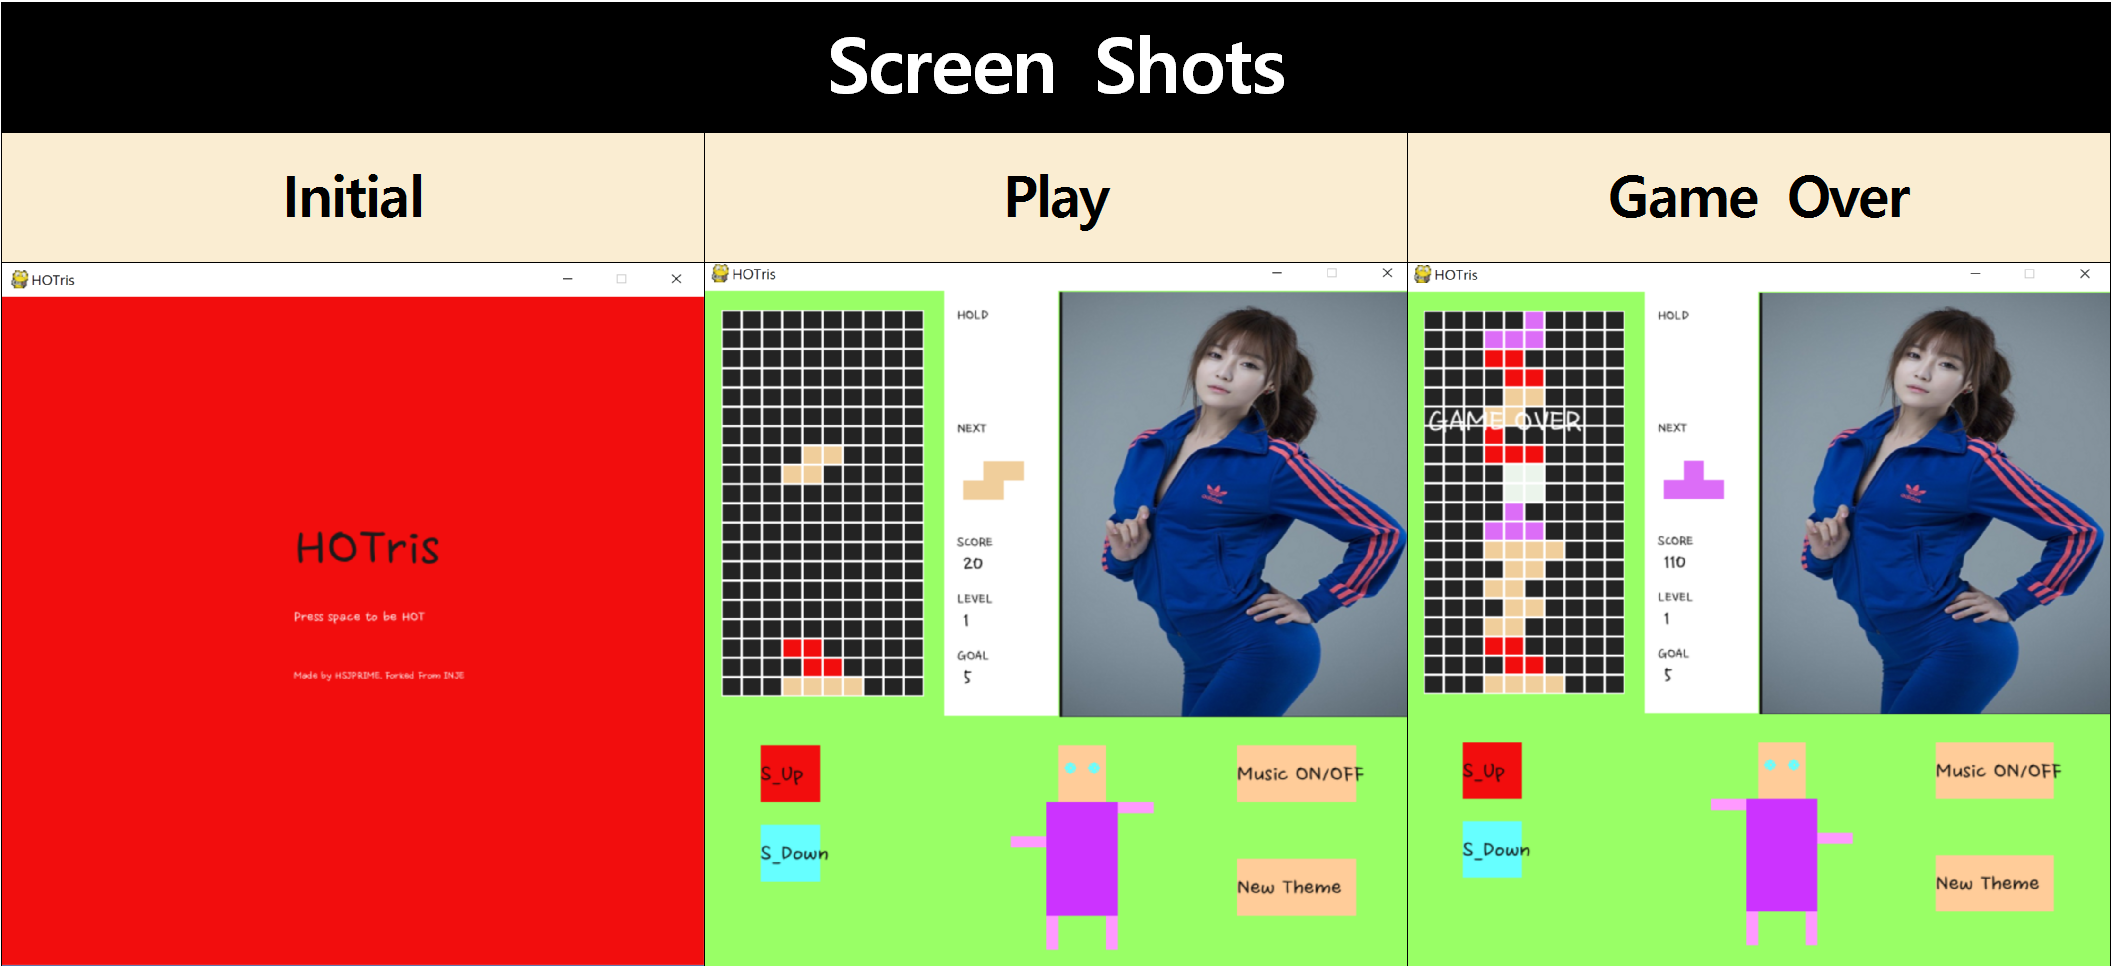 Screen Shots
Initial
Play
Game Over
HOTris
HOTris
Press space to be HOT
Made by HSJPRIME. Forked From INJE
HOTris
HOLD
NEXT
SCORE
20
LEVEL
1
GOAL
5
adidas
S_Up
S_Down
Music ON/OFF
New Theme
HOTris
GAME OVER
HOLD
NEXT
SCORE
110
LEVEL
1
GOAL
5
adidas
S_Up
S_Down
Music ON/OFF
New Theme